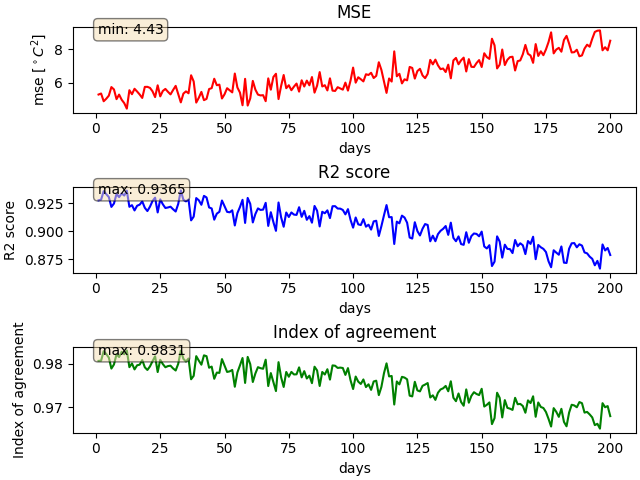 MSE
min: 4.43
mse [°C²]
8
6
0 25 50 75 100 125 150 175 200
days
R2 score
max: 0.9365
R2 score
0.925
0.900
0.875
0 25 50 75 100 125 150 175 200
days
Index of agreement
max: 0.9831
Index of agreement
0.98
0.97
0 25 50 75 100 125 150 175 200
days